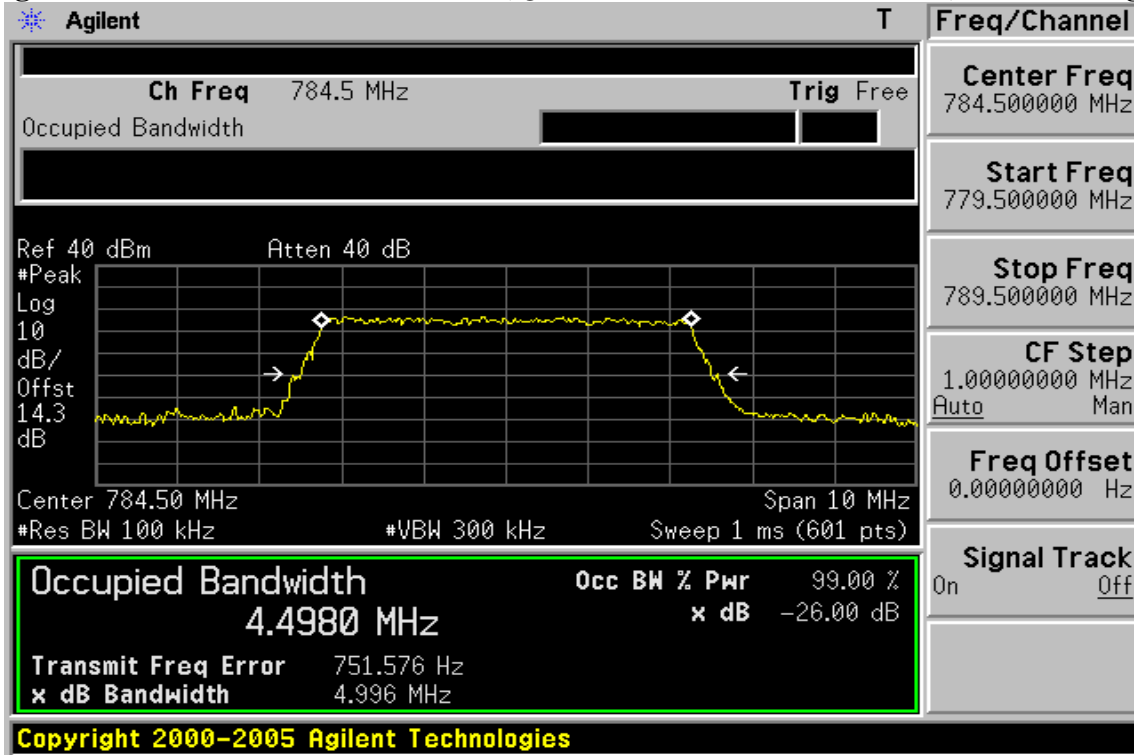 Agilent T Freq/Channel
Ch Freq 784.5 MHz Trig Free
Occupied Bandwidth
Center Freq
784.500000 MHz
Start Freq
779.500000 MHz
Stop Freq
789.500000 MHz
CF Step
1.00000000 MHz
Auto Man
Freq Offset
0.00000000 Hz
Signal Track
On Off
Ref 40 dBm Atten 40 dB
#Peak
Log
10
dB/
Offst
14.3
dB
Center 784.50 MHz Span 10 MHz
#Res BW 100 kHz #VBW 300 kHz Sweep 1 ms (601 pts)
Occupied Bandwidth Occ BW % Pwr 99.00 %
4.4980 MHz x dB -26.00 dB
Transmit Freq Error 751.576 Hz
x dB Bandwidth 4.996 MHz
Copyright 2000-2005 Agilent Technologies